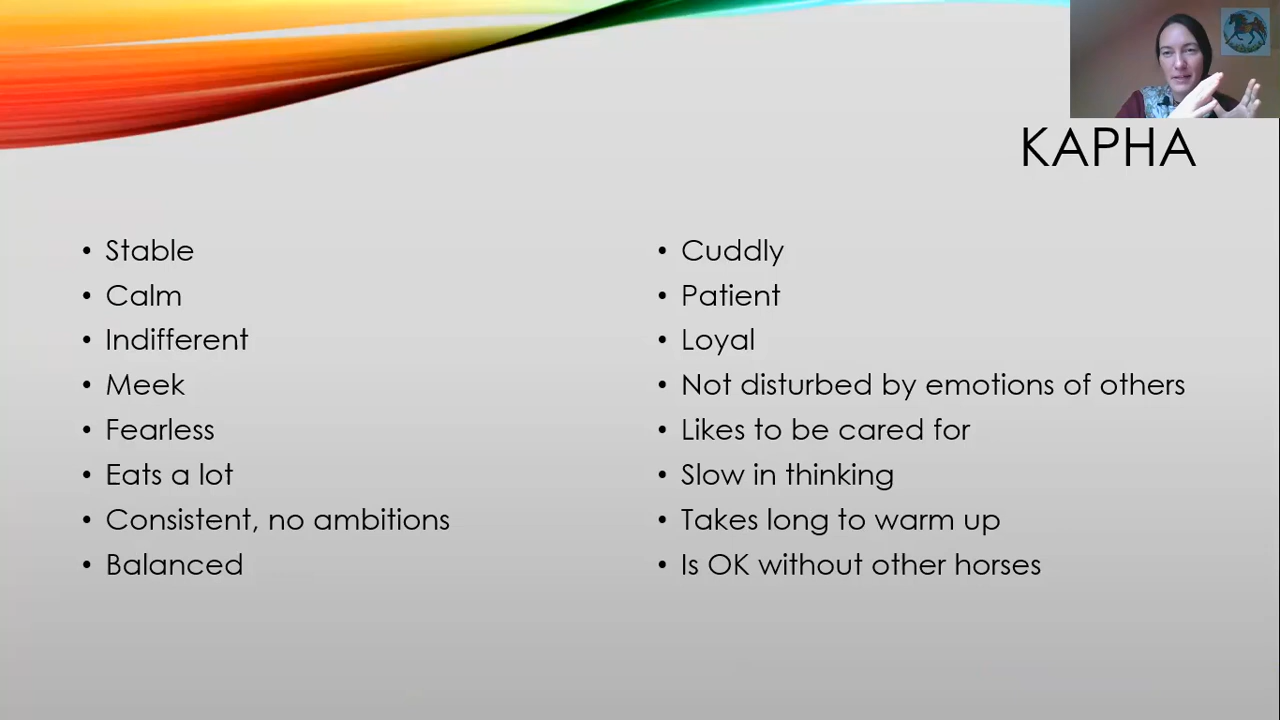 KAPHA
• Stable
• Calm
• Indifferent
• Meek
• Fearless
• Eats a lot
• Consistent, no ambitions
• Balanced
• Cuddly
• Patient
• Loyal
• Not disturbed by emotions of others
• Likes to be cared for
• Slow in thinking
• Takes long to warm up
• Is OK without other horses